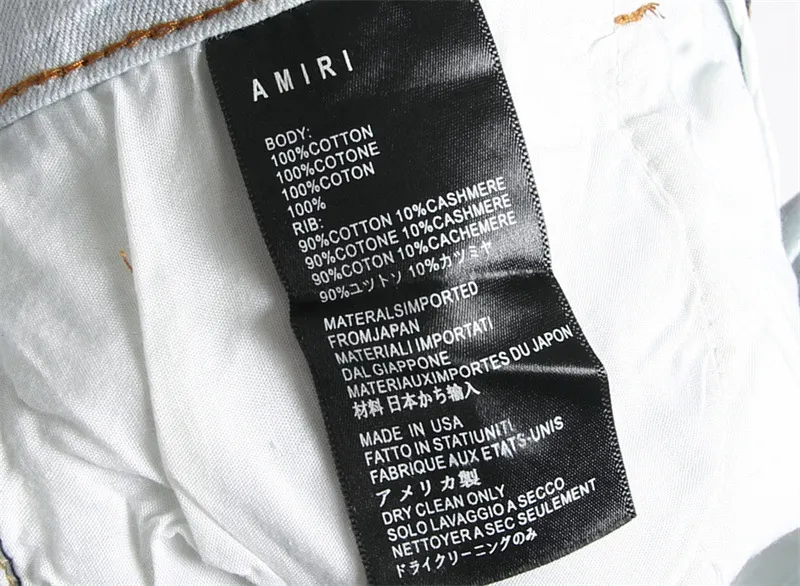 AMIRI
BODY:
100%COTTON
100%COTONE
100%COTON
100%
RIB:
90%COTTON 10%CASHMERE
90%COTONE 10%CASHMERE
90%COTON 10%CACHEMERE
90%ユットソ 10%カツミヤ
MATERALSIMPORTED
FROMJAPAN
MATERIALI IMPORTATI
DAL GIAPPONE
MATERIAUXIMPORTES DU JAPON
材料 日本かち輸入
MADE IN USA
FATTO IN STATIUNITI
FABRIQUE AUX ETATS-UNIS
アメリカ製
DRY CLEAN ONLY
SOLO LAVAGGIO A SECCO
NETTOYER A SEC SEULEMENT
ドライクリーニングのみ